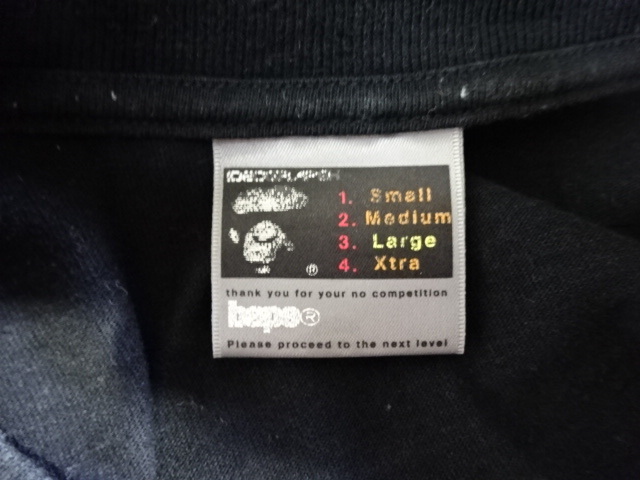 1. Small
2. Medium
3. Large
4. Xtra
®
thank you for your no competition
bape®
Please proceed to the next level